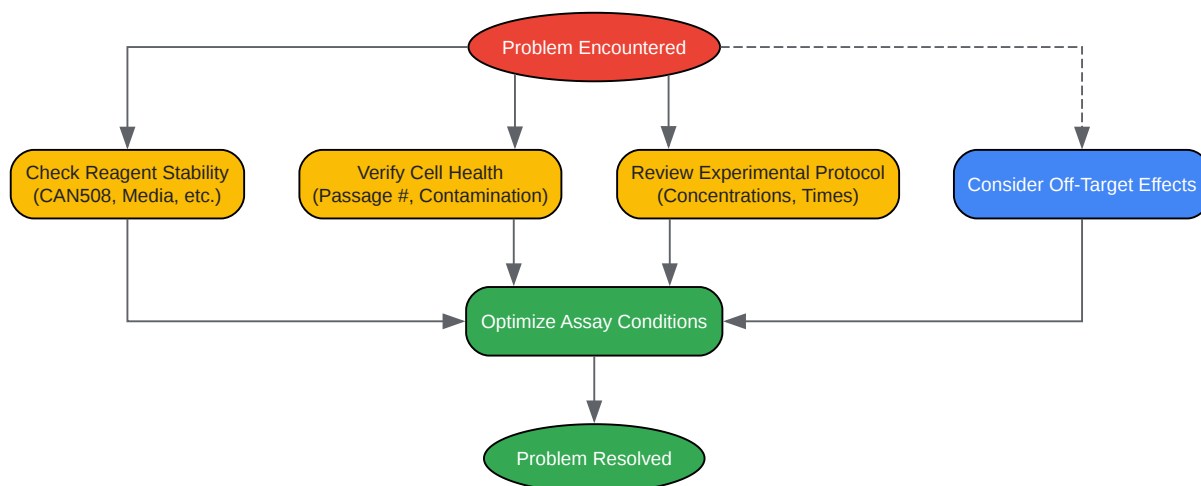 Problem Encountered
Check Reagent Stability
(CAN508, Media, etc.)
Verify Cell Health
(Passage #, Contamination)
Review Experimental Protocol
(Concentrations, Times)
Consider Off-Target Effects
Optimize Assay Conditions
Problem Resolved